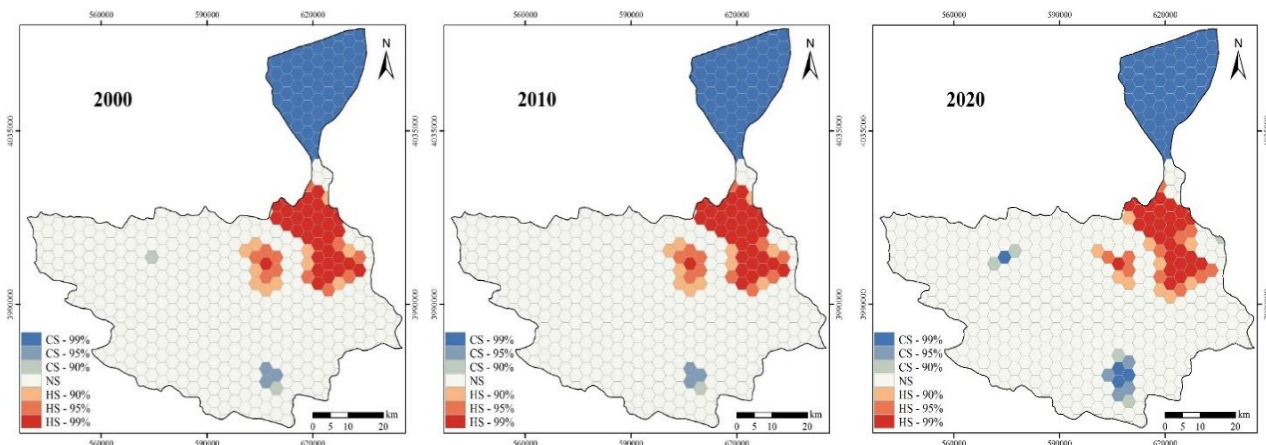 560000 590000 620000
N
2000
4035000 4035000
3990000 3990000
CS - 99%
CS - 95%
CS - 90%
NS
HS - 90%
HS - 95%
HS - 99%
0 5 10 20
km
560000 590000 620000
560000 590000 620000
N
2010
4035000 4035000
3990000 3990000
CS - 99%
CS - 95%
CS - 90%
NS
HS - 90%
HS - 95%
HS - 99%
0 5 10 20
km
560000 590000 620000
560000 590000 620000
N
2020
4035000
3990000
CS - 99%
CS - 95%
CS - 90%
NS
HS - 90%
HS - 95%
HS - 99%
0 5 10 20
km
560000 590000 620000